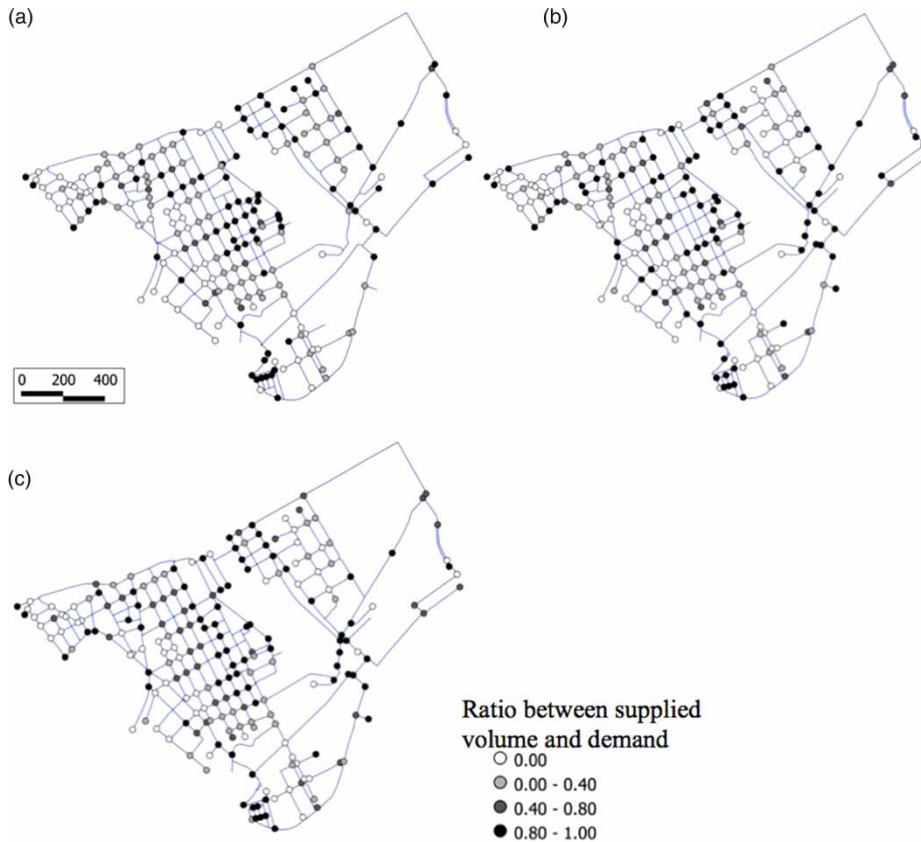 (a)
(b)
0 200 400
(c)
Ratio between supplied
volume and demand
0.00
0.00 - 0.40
0.40 - 0.80
0.80 - 1.00